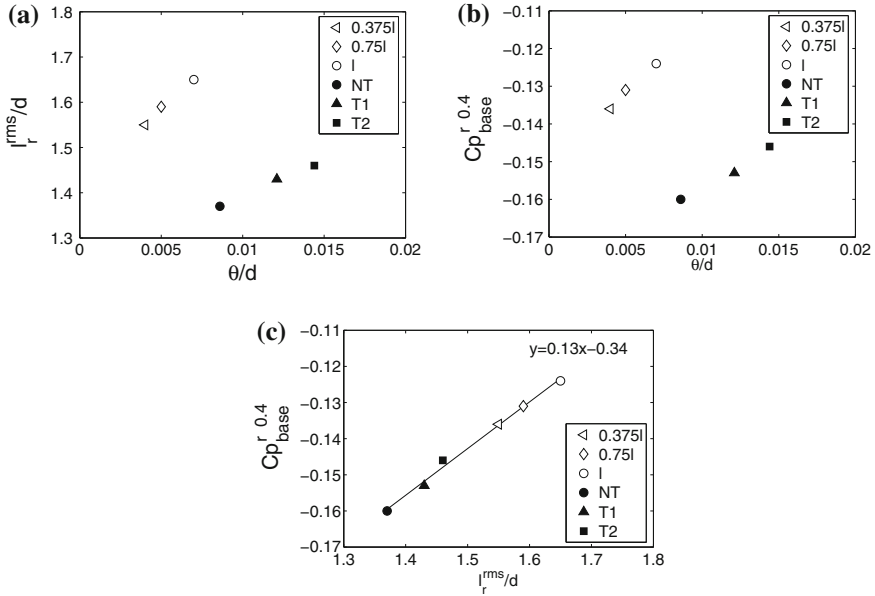 (a)
1.8
1.7
1.6
1.5
1.4
1.3
l_r^rms/d
0
0.005
0.01
0.015
0.02
θ/d
0.375l
0.75l
l
NT
T1
T2
(b)
−0.11
−0.12
−0.13
−0.14
−0.15
−0.16
−0.17
Cp_base^r 0.4
0
0.005
0.01
0.015
0.02
θ/d
0.375l
0.75l
l
NT
T1
T2
(c)
−0.11
−0.12
−0.13
−0.14
−0.15
−0.16
−0.17
Cp_base^r 0.4
y=0.13x−0.34
0.375l
0.75l
l
NT
T1
T2
1.3
1.4
1.5
1.6
1.7
1.8
l_r^rms/d